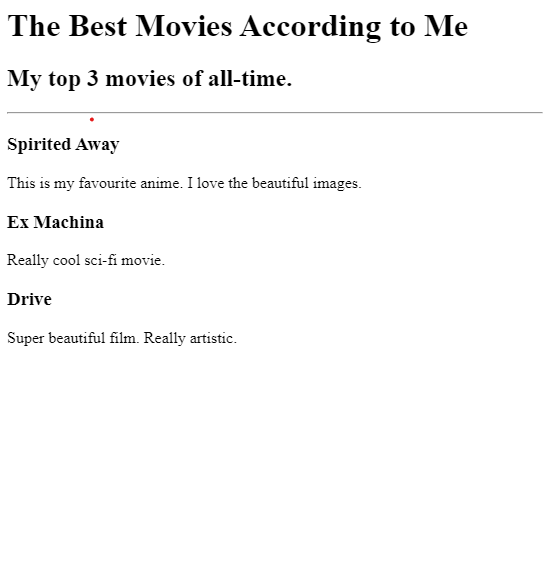 The Best Movies According to Me
My top 3 movies of all-time.
Spirited Away
This is my favourite anime. I love the beautiful images.
Ex Machina
Really cool sci-fi movie.
Drive
Super beautiful film. Really artistic.